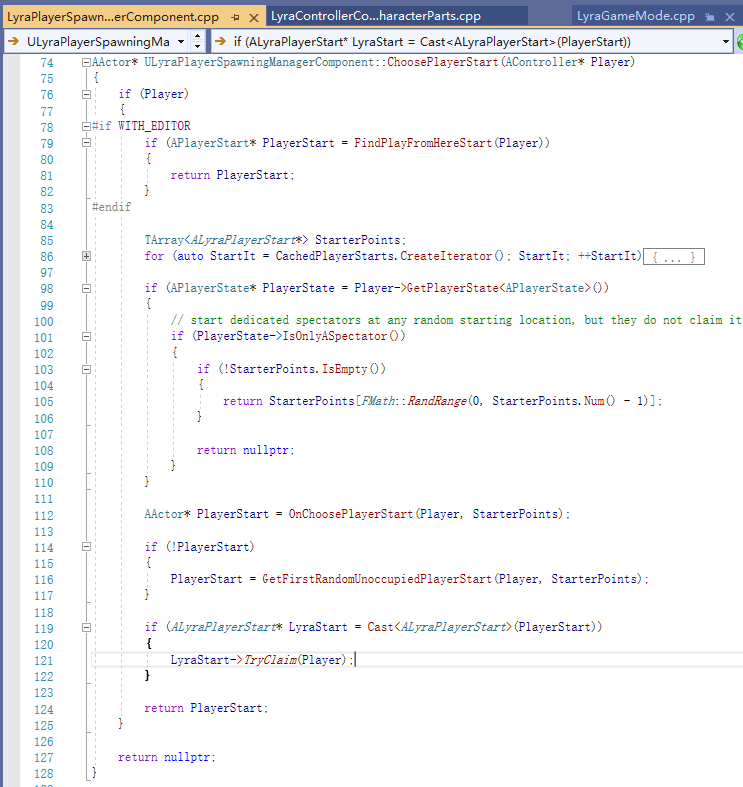 LyraPlayerSpawn...erComponent.cpp
LyraControllerCo...haracterParts.cpp
LyraGameMode.cpp
ULyraPlayerSpawningMa
if (ALyraPlayerStart* LyraStart = Cast<ALyraPlayerStart>(PlayerStart))
74 AActor* ULyraPlayerSpawningManagerComponent::ChoosePlayerStart(AController* Player)
75 {
76 if (Player)
77 {
78 #if WITH_EDITOR
79 if (APlayerStart* PlayerStart = FindPlayFromHereStart(Player))
80 {
81 return PlayerStart;
82 }
83 #endif
84
85 TArray<ALyraPlayerStart*> StarterPoints;
86 for (auto StartIt = CachedPlayerStarts.CreateIterator(); StartIt; ++StartIt) { ... }
97
98 if (APlayerState* PlayerState = Player->GetPlayerState<APlayerState>())
99 {
100 // start dedicated spectators at any random starting location, but they do not claim it
101 if (PlayerState->IsOnlyASpectator())
102 {
103 if (!StarterPoints.IsEmpty())
104 {
105 return StarterPoints[FMath::RandRange(0, StarterPoints.Num() - 1)];
106 }
107
108 return nullptr;
109 }
110 }
111
112 AActor* PlayerStart = OnChoosePlayerStart(Player, StarterPoints);
113
114 if (!PlayerStart)
115 {
116 PlayerStart = GetFirstRandomUnoccupiedPlayerStart(Player, StarterPoints);
117 }
118
119 if (ALyraPlayerStart* LyraStart = Cast<ALyraPlayerStart>(PlayerStart))
120 {
121 LyraStart->TryClaim(Player);
122 }
123
124 return PlayerStart;
125 }
126
127 return nullptr;
128 }